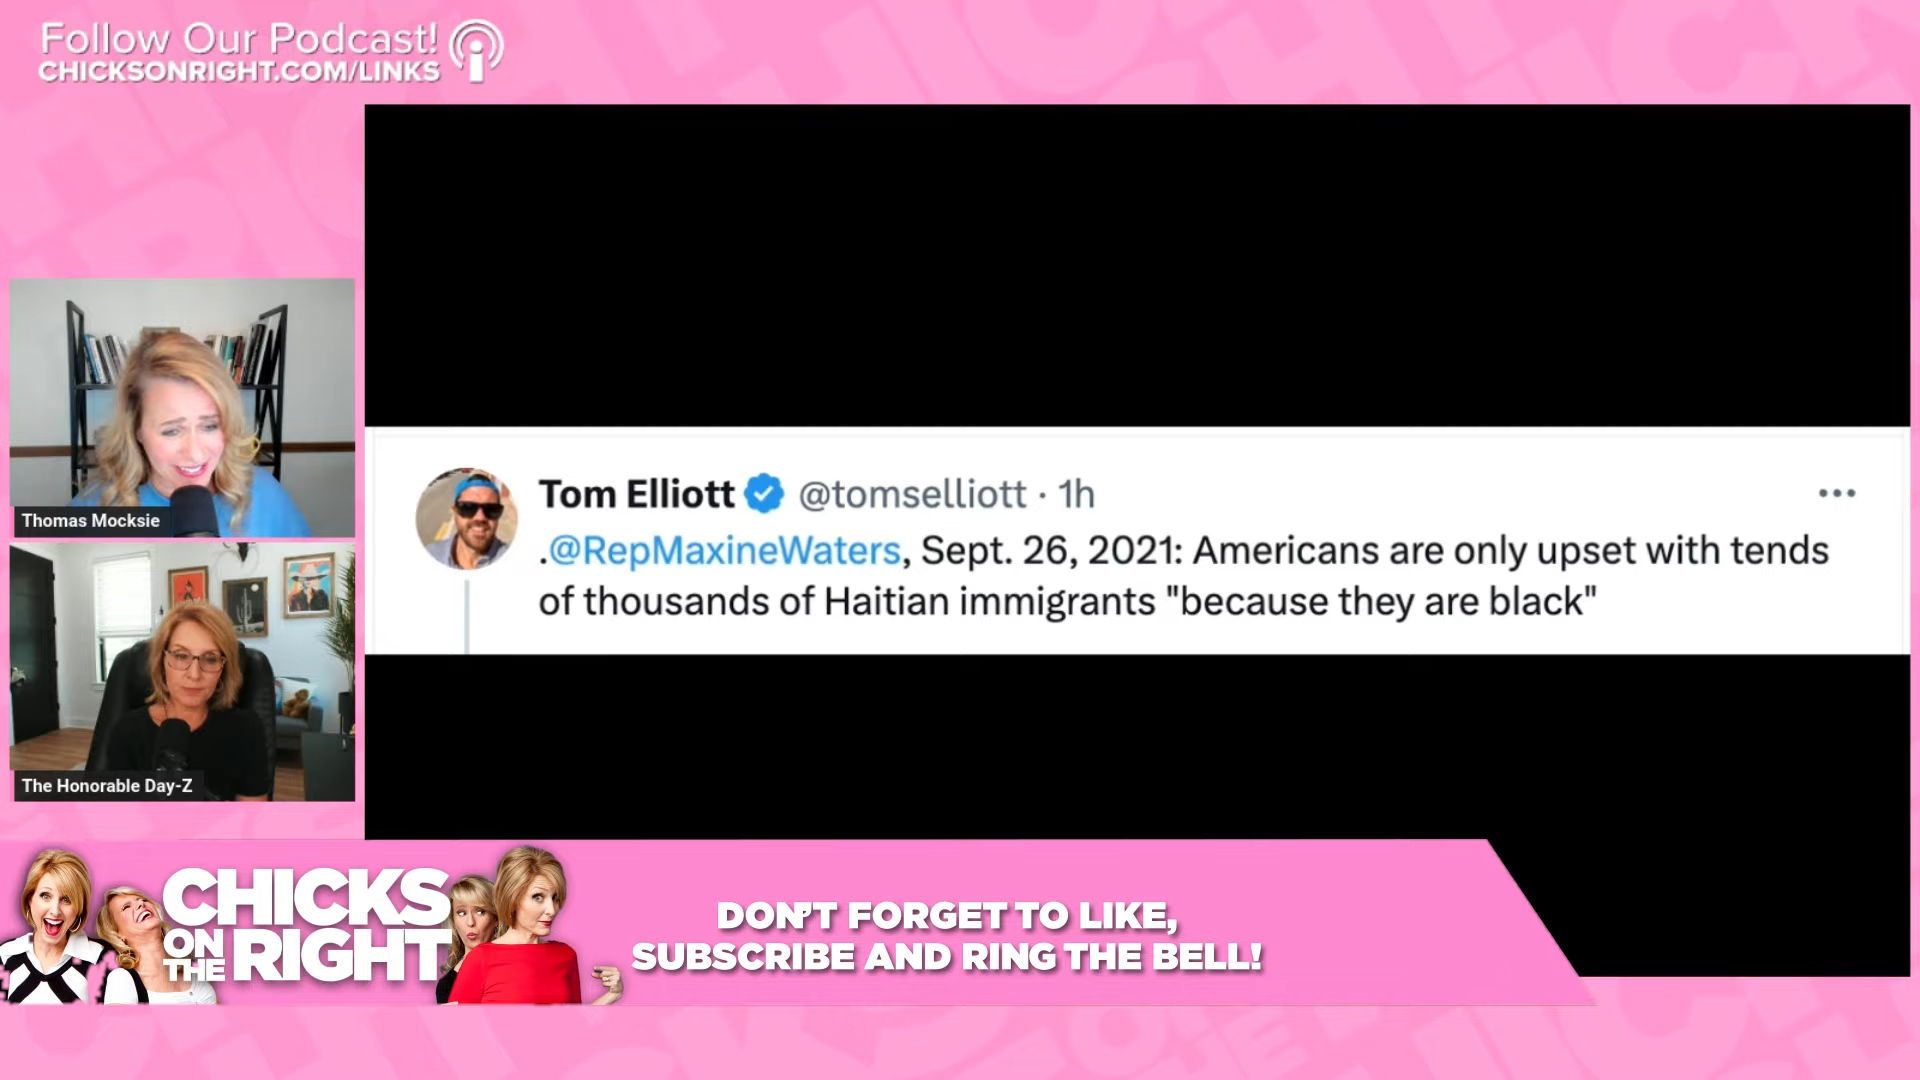 Follow Our Podcast!
CHICKSONRIGHT.COM/LINKS
Thomas Mocksie
The Honorable Day-Z
Tom Elliott @tomselliott · 1h
.@RepMaxineWaters, Sept. 26, 2021: Americans are only upset with tends
of thousands of Haitian immigrants "because they are black"
CHICKS
ON THE RIGHT
DON'T FORGET TO LIKE,
SUBSCRIBE AND RING THE BELL!